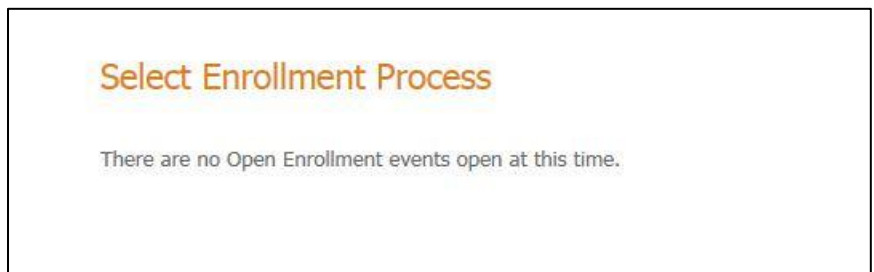 Select Enrollment Process
There are no Open Enrollment events open at this time.